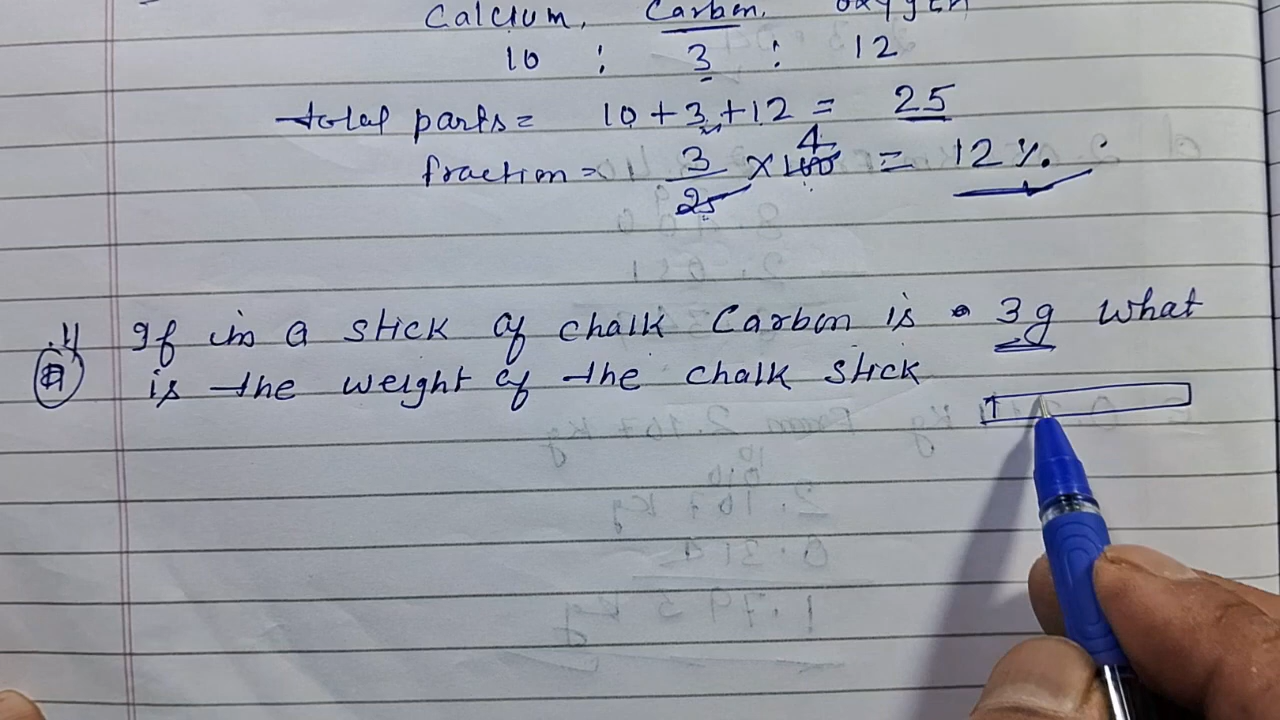 Calcium, Carbon, oxygen
10 : 3 : 12
total parts = 10 + 3 + 12 = 25
fraction = 3/25 × 100 4 = 12%.
If in a stick of chalk Carbon is 3g what
is the weight of the chalk stick